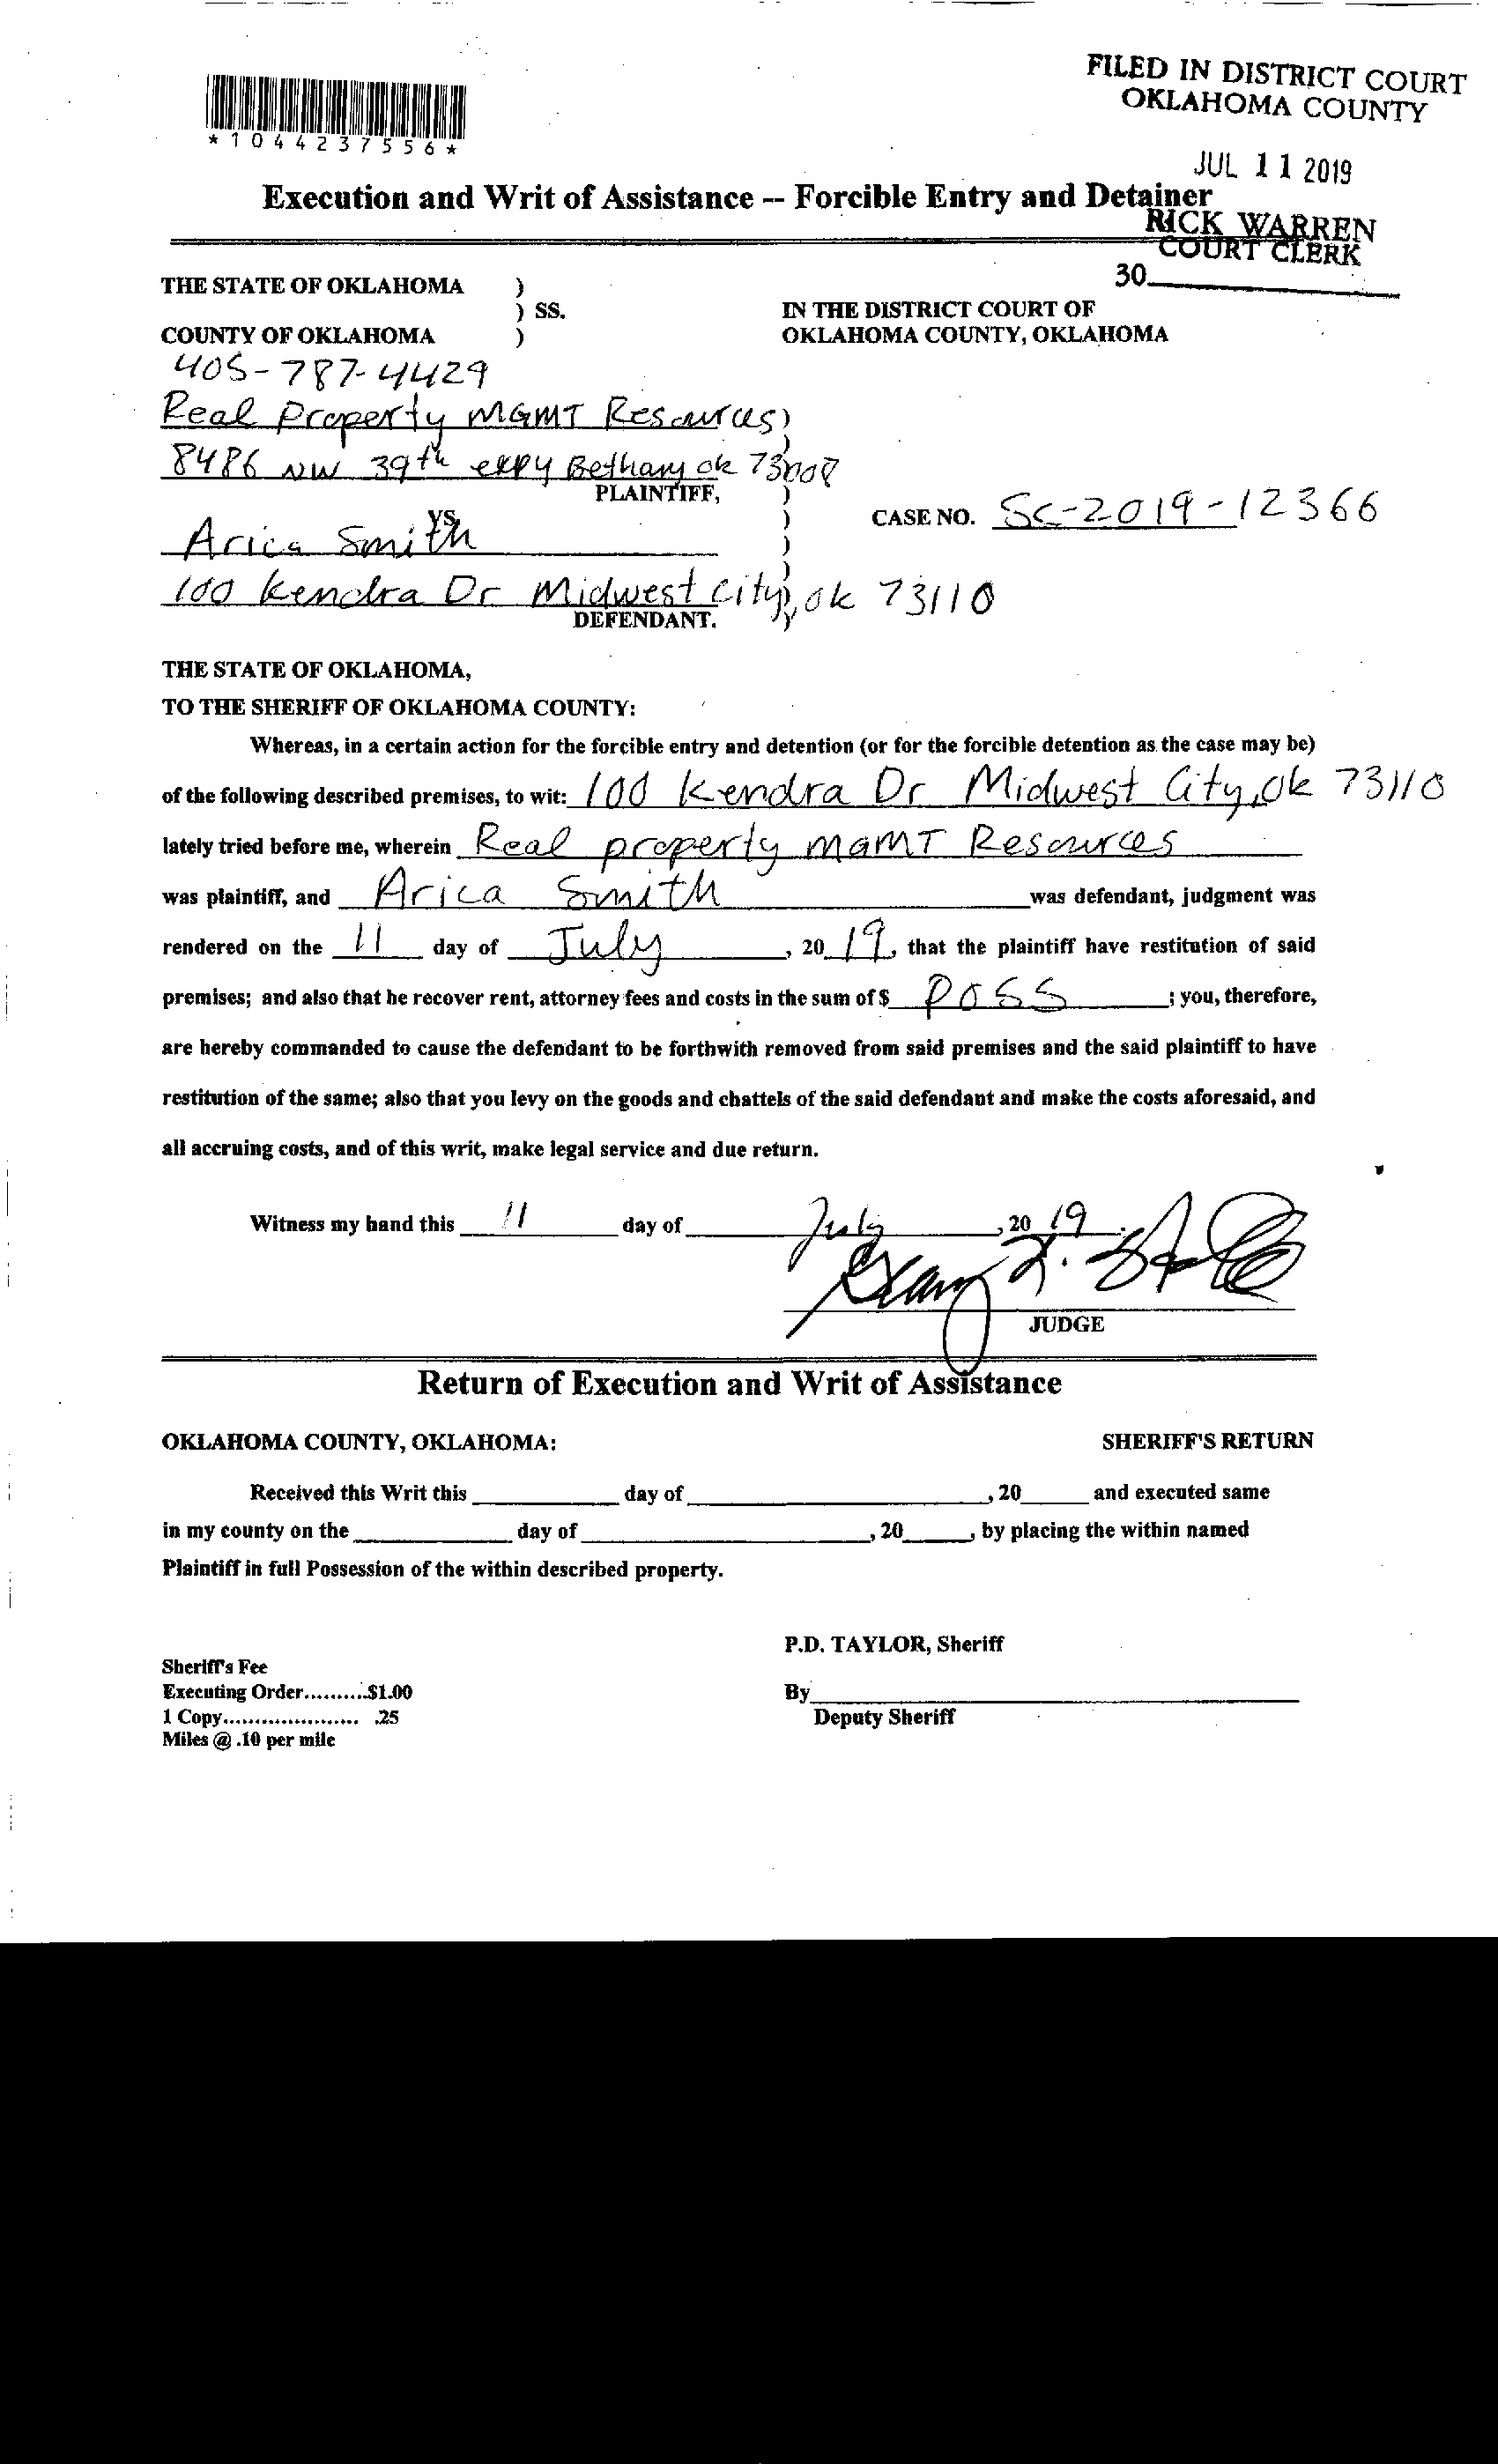 FILED IN DISTRICT COURT
OKLAHOMA COUNTY
*1044237556*
JUL 11 2019
Execution and Writ of Assistance -- Forcible Entry and Detainer
RICK WARREN
COURT CLERK
30
THE STATE OF OKLAHOMA )
) SS.
COUNTY OF OKLAHOMA )
IN THE DISTRICT COURT OF
OKLAHOMA COUNTY, OKLAHOMA
405-787-4429
Real Property MGMT Resources )
8486 NW 39th expy Bethany ok 73008 )
PLAINTIFF, )
vs. )
CASE NO. SC-2019-12366
Arica Smith )
100 Kendra Dr Midwest City, ok 73110 )
DEFENDANT. )
THE STATE OF OKLAHOMA,
TO THE SHERIFF OF OKLAHOMA COUNTY:
Whereas, in a certain action for the forcible entry and detention (or for the forcible detention as the case may be)
of the following described premises, to wit: 100 Kendra Dr Midwest City, Ok 73110
lately tried before me, wherein Real property MGMT Resources
was plaintiff, and Arica Smith was defendant, judgment was
rendered on the 11 day of July, 20 19, that the plaintiff have restitution of said
premises; and also that he recover rent, attorney fees and costs in the sum of $ POSS ; you, therefore,
are hereby commanded to cause the defendant to be forthwith removed from said premises and the said plaintiff to have
restitution of the same; also that you levy on the goods and chattels of the said defendant and make the costs aforesaid, and
all accruing costs, and of this writ, make legal service and due return.
Witness my hand this 11 day of July, 20 19.
JUDGE
Return of Execution and Writ of Assistance
OKLAHOMA COUNTY, OKLAHOMA: SHERIFF'S RETURN
Received this Writ this ____ day of ____, 20____ and executed same
in my county on the ____ day of ____, 20____, by placing the within named
Plaintiff in full Possession of the within described property.
P.D. TAYLOR, Sheriff
Sheriff's Fee
Executing Order..........$1.00
By____
1 Copy..................... .25
Deputy Sheriff
Miles @ .10 per mile